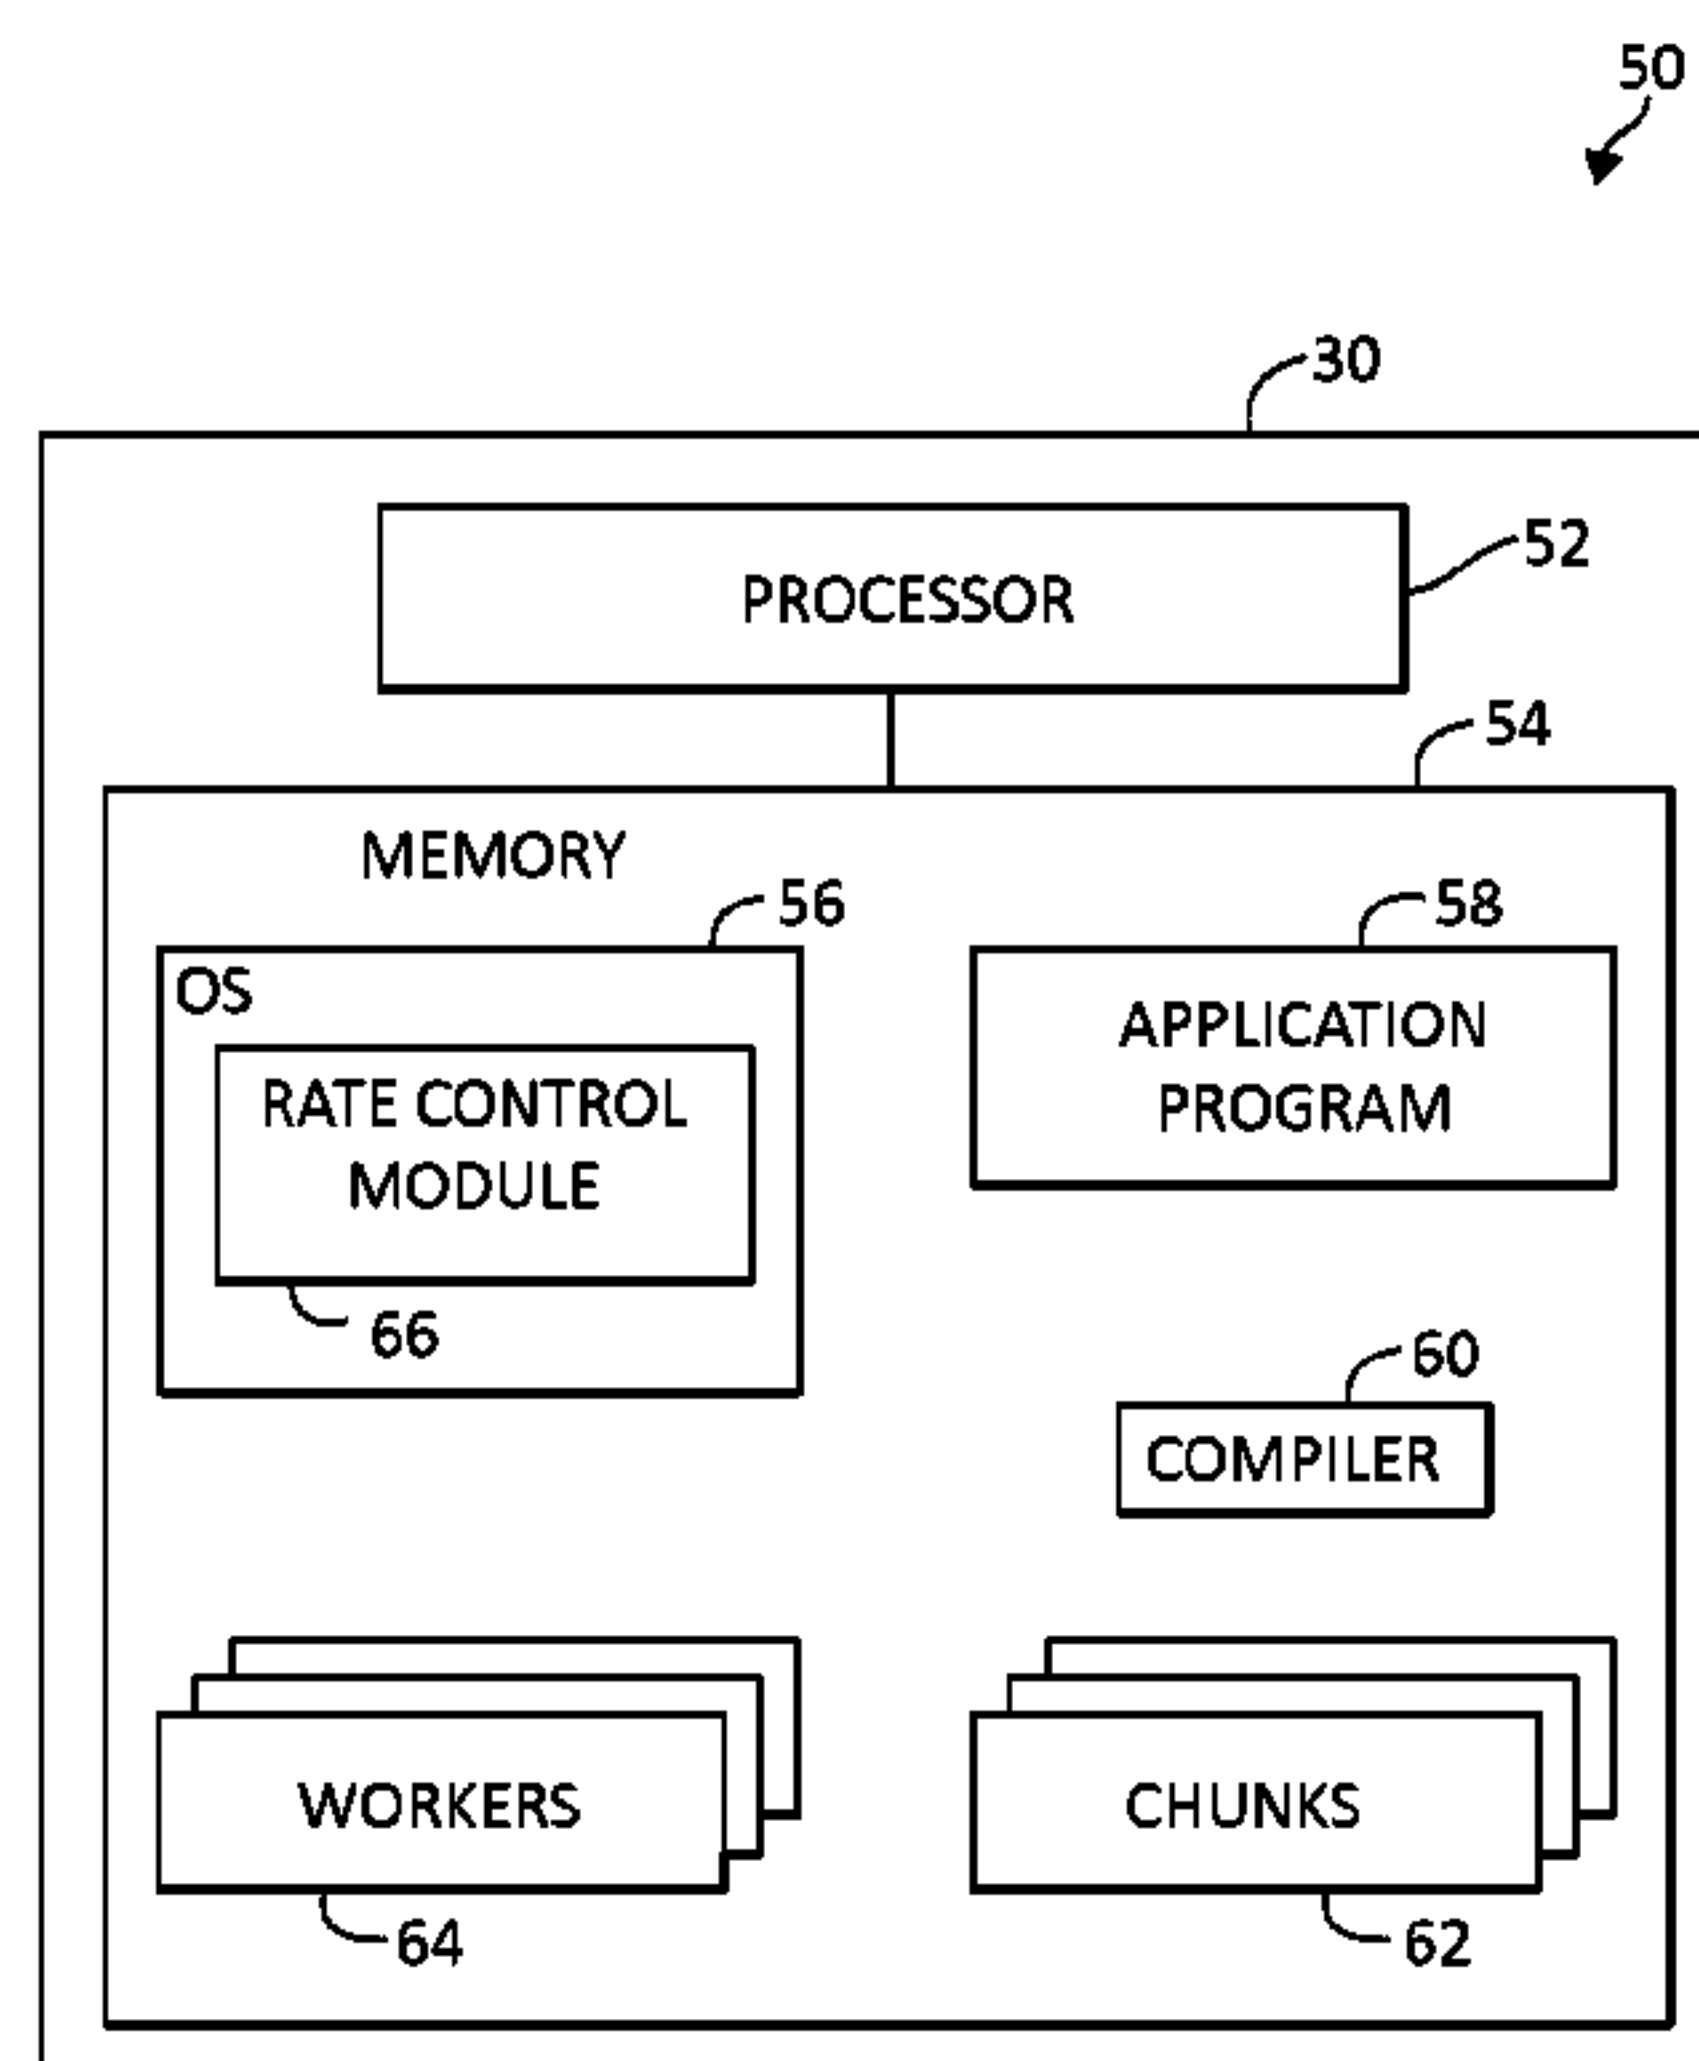 50
30
PROCESSOR
52
54
MEMORY
56
58
OS
APPLICATION
PROGRAM
RATE CONTROL
MODULE
66
60
COMPILER
WORKERS
CHUNKS
64
62